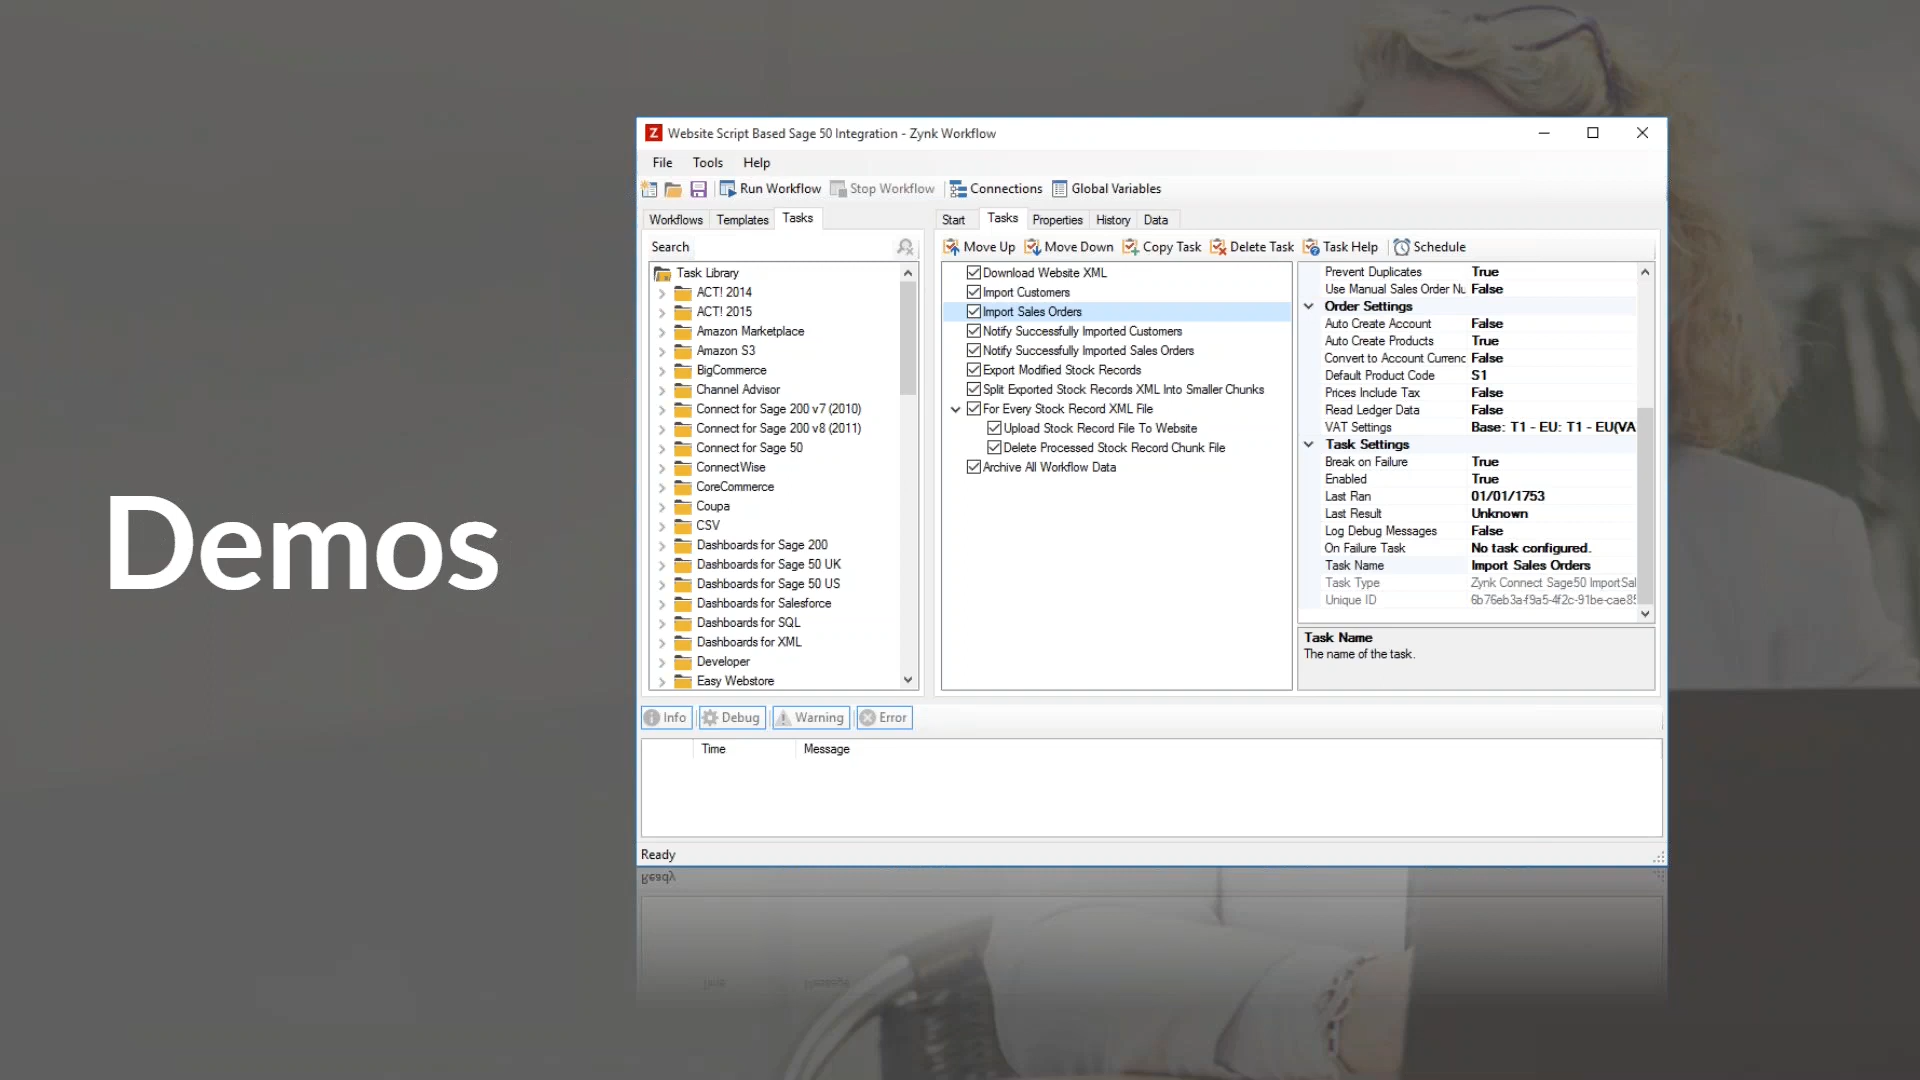 Demos
Website Script Based Sage 50 Integration - Zynk Workflow
File Tools Help
Run Workflow Stop Workflow Connections Global Variables
Workflows Templates Tasks
Search
Task Library
ACT! 2014
ACT! 2015
Amazon Marketplace
Amazon S3
BigCommerce
Channel Advisor
Connect for Sage 200 v7 (2010)
Connect for Sage 200 v8 (2011)
Connect for Sage 50
ConnectWise
CoreCommerce
Coupa
CSV
Dashboards for Sage 200
Dashboards for Sage 50 UK
Dashboards for Sage 50 US
Dashboards for Salesforce
Dashboards for SQL
Dashboards for XML
Developer
Easy Webstore
Start Tasks Properties History Data
Move Up Move Down Copy Task Delete Task Task Help Schedule
Download Website XML
Import Customers
Import Sales Orders
Notify Successfully Imported Customers
Notify Successfully Imported Sales Orders
Export Modified Stock Records
Split Exported Stock Records XML Into Smaller Chunks
For Every Stock Record XML File
Upload Stock Record File To Website
Delete Processed Stock Record Chunk File
Archive All Workflow Data
Prevent Duplicates True
Use Manual Sales Order Nu False
Order Settings
Auto Create Account False
Auto Create Products True
Convert to Account Currenc False
Default Product Code S1
Prices Include Tax False
Read Ledger Data False
VAT Settings Base: T1 - EU: T1 - EU(VA
Task Settings
Break on Failure True
Enabled True
Last Ran 01/01/1753
Last Result Unknown
Log Debug Messages False
On Failure Task No task configured.
Task Name Import Sales Orders
Task Type Zynk Connect Sage50 ImportSal
Unique ID 6b76eb3a-f9a5-4f2c-91be-cae85
Task Name
The name of the task.
Info Debug Warning Error
Time Message
Ready